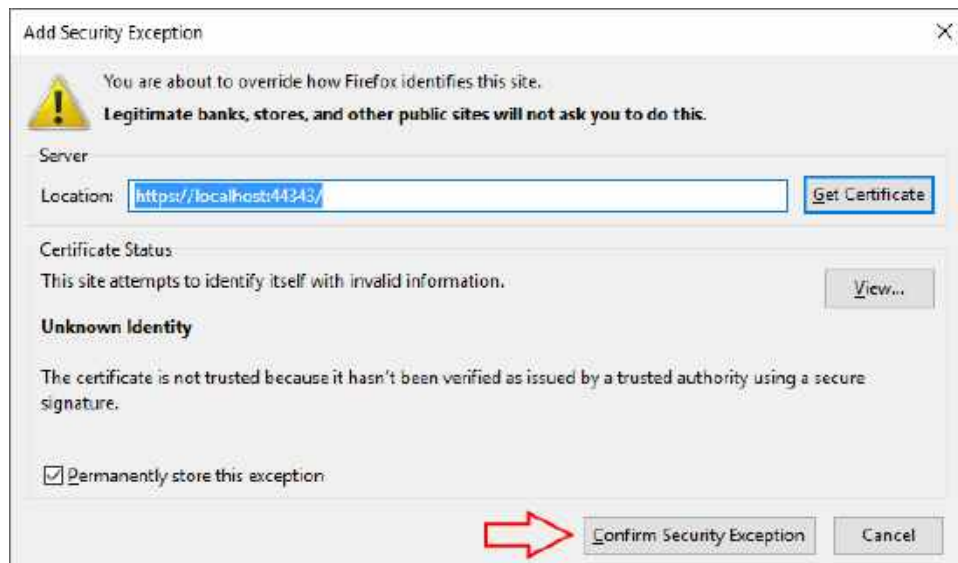 Add Security Exception
You are about to override how Firefox identifies this site.
Legitimate banks, stores, and other public sites will not ask you to do this.
Server
Location: https://localhost:44343/ Get Certificate
Certificate Status
This site attempts to identify itself with invalid information.
View...
Unknown Identity
The certificate is not trusted because it hasn't been verified as issued by a trusted authority using a secure
signature.
Permanently store this exception
Confirm Security Exception Cancel